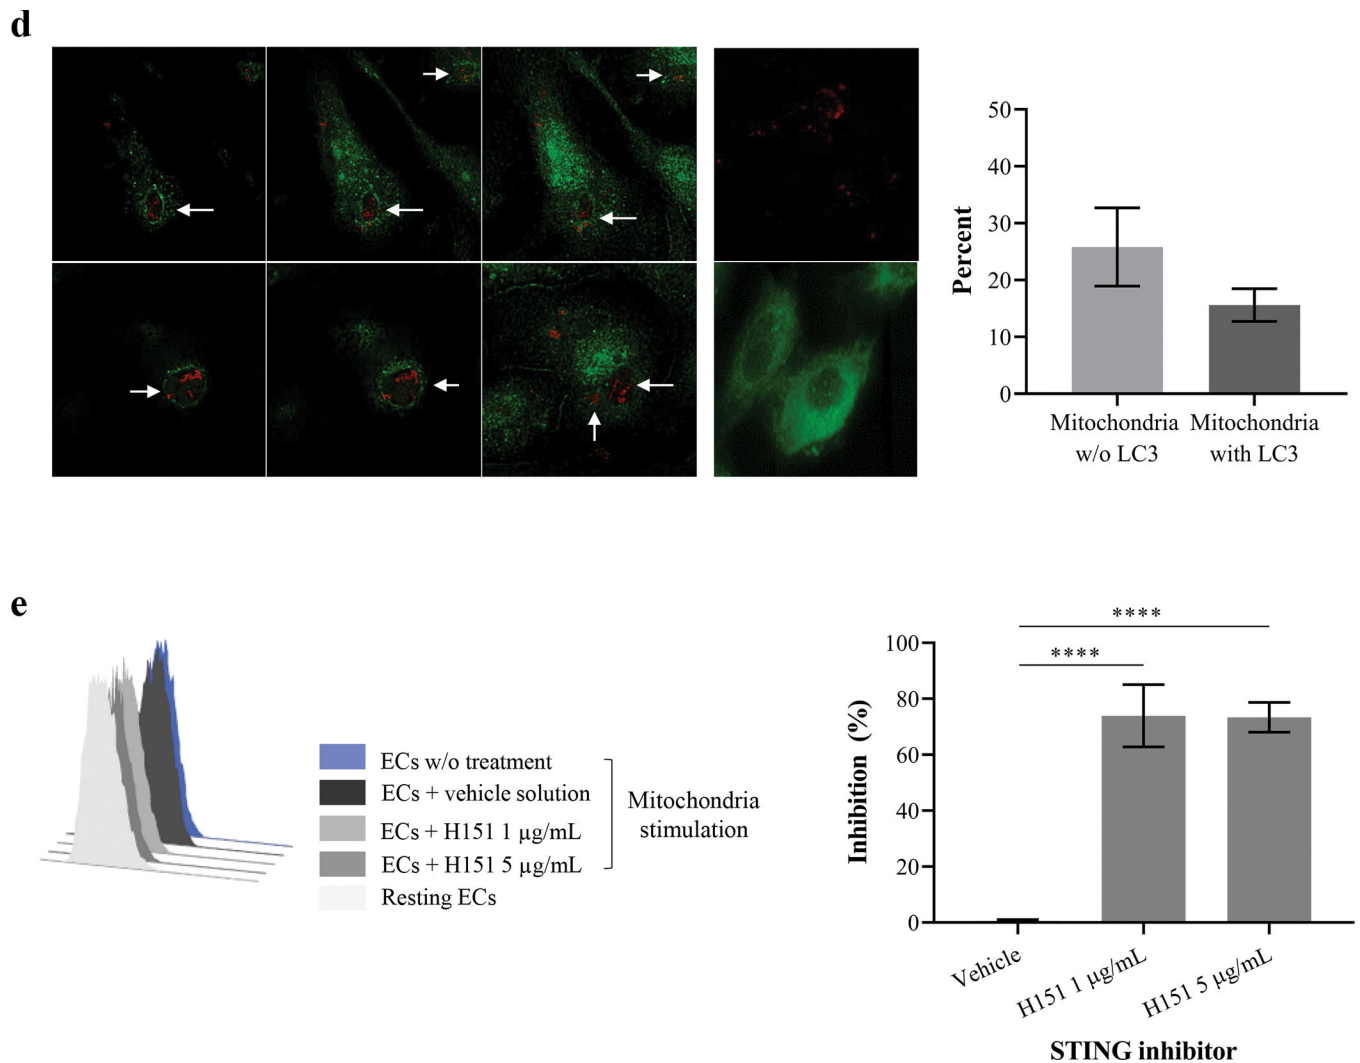 d
50
40
30
20
10
0
Percent
Mitochondria
w/o LC3
Mitochondria
with LC3
e
ECs w/o treatment
ECs + vehicle solution
ECs + H151 1 µg/mL
ECs + H151 5 µg/mL
Resting ECs
Mitochondria
stimulation
****
****
100
80
60
40
20
0
Inhibition (%)
Vehicle
H151 1 µg/mL
H151 5 µg/mL
STING inhibitor